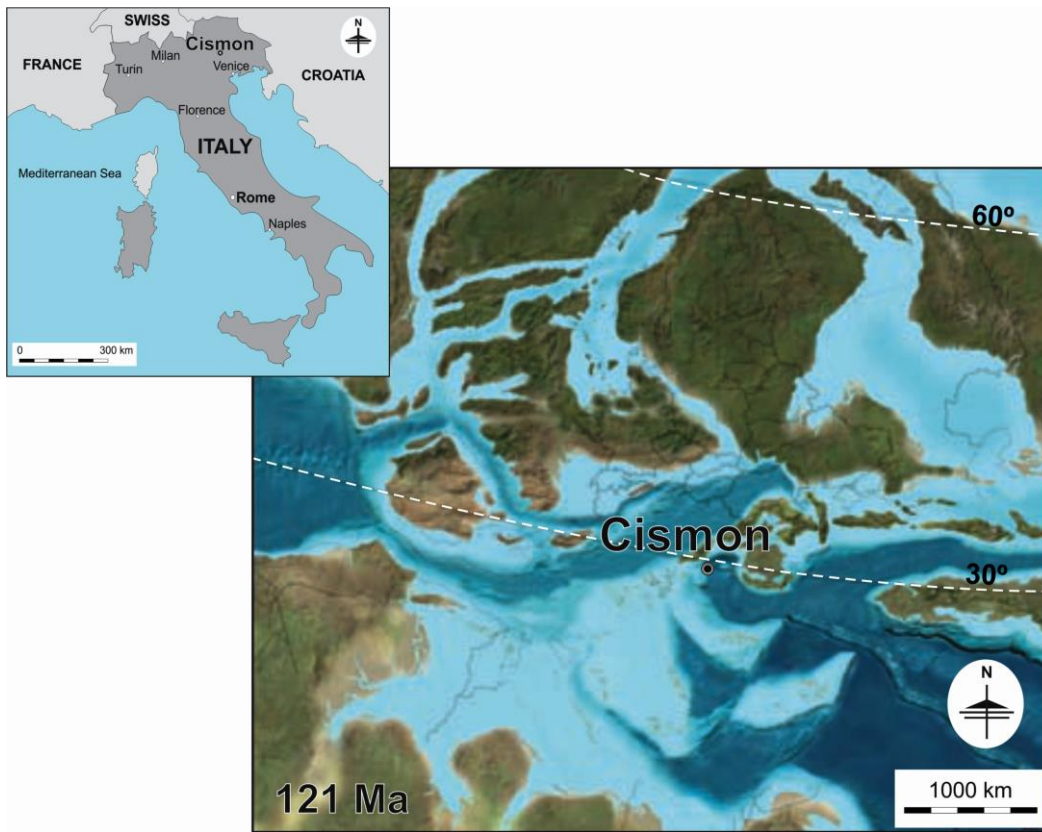 SWISS
N
Cismon
Milan
FRANCE
Turin
Venice
CROATIA
Florence
ITALY
Mediterranean Sea
Rome
Naples
0 300 km
60º
Cismon
30º
N
121 Ma
1000 km